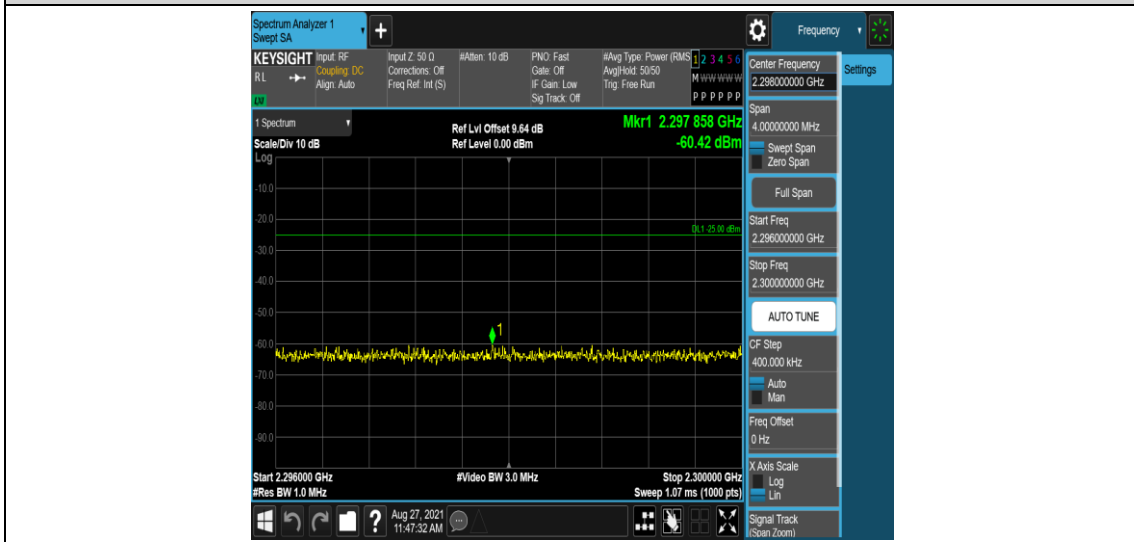 Spectrum Analyzer 1
Swept SA
+
Frequency
KEYSIGHT Input: RF Input Z: 50 Ω #Atten: 10 dB PNO: Fast #Avg Type: Power (RMS 1 2 3 4 5 6
RL Coupling: DC Corrections: Off Gate: Off Avg|Hold: 50/50 M W W W W W
Align: Auto Freq Ref: Int (S) IF Gain: Low Trig: Free Run
LXI Sig Track: Off P P P P P P
1 Spectrum
Ref Lvl Offset 9.64 dB
Mkr1 2.297 858 GHz
Scale/Div 10 dB
Ref Level 0.00 dBm
-60.42 dBm
Log
-10.0
-20.0
DL1 -25.00 dBm
-30.0
-40.0
-50.0
1
-60.0
-70.0
-80.0
-90.0
Start 2.296000 GHz #Video BW 3.0 MHz Stop 2.300000 GHz
#Res BW 1.0 MHz Sweep 1.07 ms (1000 pts)
?
Aug 27, 2021
11:47:32 AM
Center Frequency
2.298000000 GHz
Settings
Span
4.00000000 MHz
Swept Span
Zero Span
Full Span
Start Freq
2.296000000 GHz
Stop Freq
2.300000000 GHz
AUTO TUNE
CF Step
400.000 kHz
Auto
Man
Freq Offset
0 Hz
X Axis Scale
Log
Lin
Signal Track
(Span Zoom)